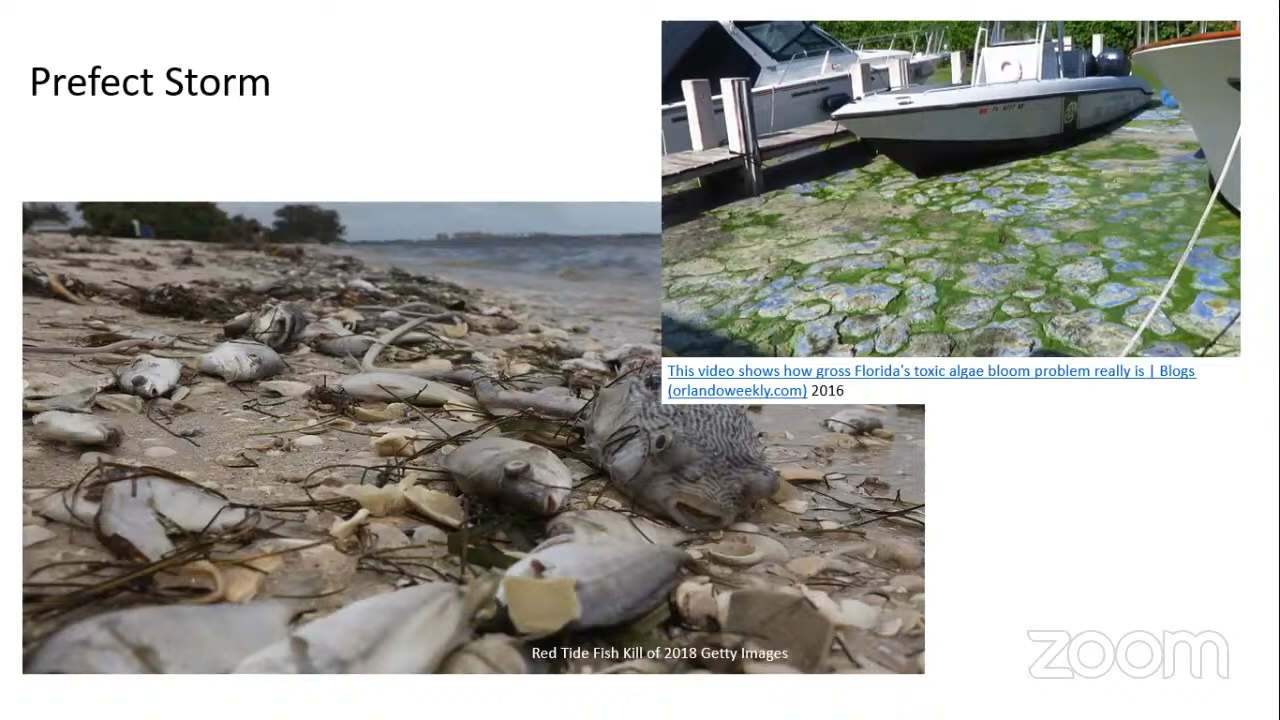 Prefect Storm
This video shows how gross Florida's toxic algae bloom problem really is | Blogs
(orlandoweekly.com) 2016
Red Tide Fish Kill of 2018 Getty Images
zoom